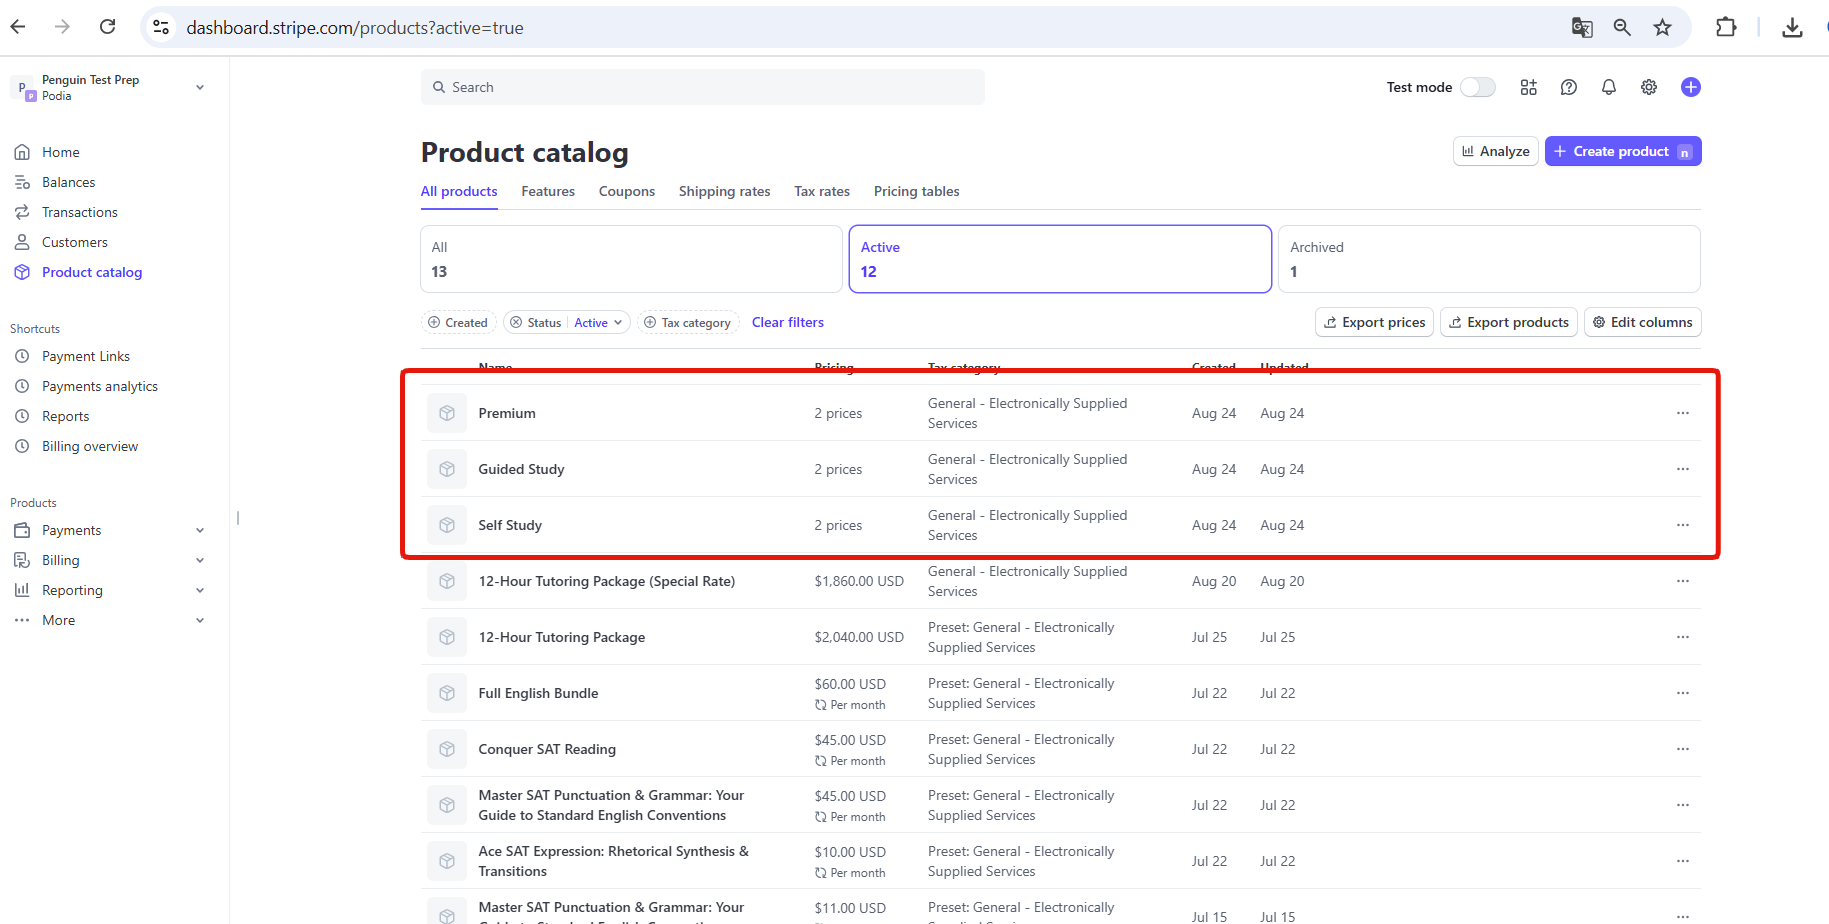 dashboard.stripe.com/products?active=true
P
P
Penguin Test Prep
Podia
Search
Test mode
Home
Balances
Transactions
Customers
Product catalog
Shortcuts
Payment Links
Payments analytics
Reports
Billing overview
Products
Payments
Billing
Reporting
More
Product catalog
Analyze
Create product n
All products Features Coupons Shipping rates Tax rates Pricing tables
All
13
Active
12
Archived
1
Created Status Active Tax category Clear filters
Export prices Export products Edit columns
Name Pricing Tax category Created Updated
Premium 2 prices General - Electronically Supplied Services Aug 24 Aug 24
Guided Study 2 prices General - Electronically Supplied Services Aug 24 Aug 24
Self Study 2 prices General - Electronically Supplied Services Aug 24 Aug 24
12-Hour Tutoring Package (Special Rate) $1,860.00 USD General - Electronically Supplied Services Aug 20 Aug 20
12-Hour Tutoring Package $2,040.00 USD Preset: General - Electronically Supplied Services Jul 25 Jul 25
Full English Bundle $60.00 USD Per month Preset: General - Electronically Supplied Services Jul 22 Jul 22
Conquer SAT Reading $45.00 USD Per month Preset: General - Electronically Supplied Services Jul 22 Jul 22
Master SAT Punctuation & Grammar: Your Guide to Standard English Conventions $45.00 USD Per month Preset: General - Electronically Supplied Services Jul 22 Jul 22
Ace SAT Expression: Rhetorical Synthesis & Transitions $10.00 USD Per month Preset: General - Electronically Supplied Services Jul 22 Jul 22
Master SAT Punctuation & Grammar: Your $11.00 USD Preset: General - Electronically Jul 15 Jul 15